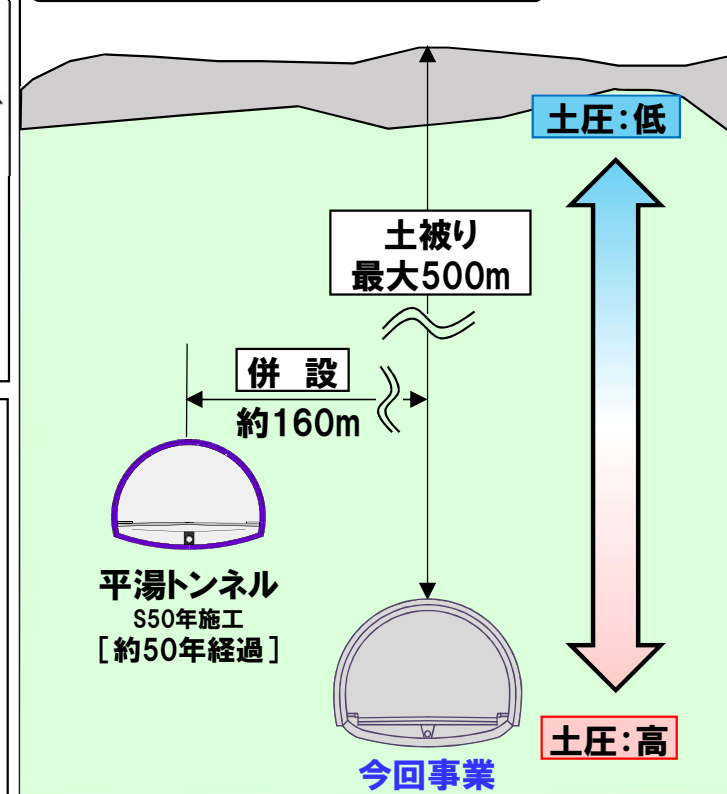 土圧：低
土被り
最大500m
併 設
約160m
平湯トンネル
S50年施工
［約50年経過］
土圧：高
今回事業